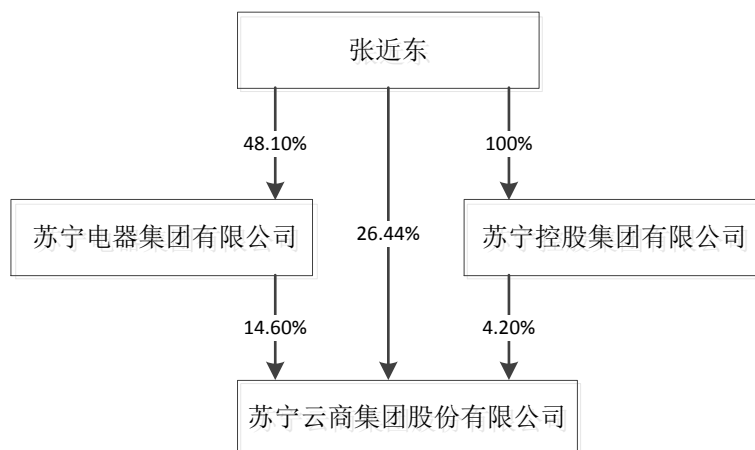 张近东
48.10%
100%
苏宁电器集团有限公司
26.44%
苏宁控股集团有限公司
14.60%
4.20%
苏宁云商集团股份有限公司